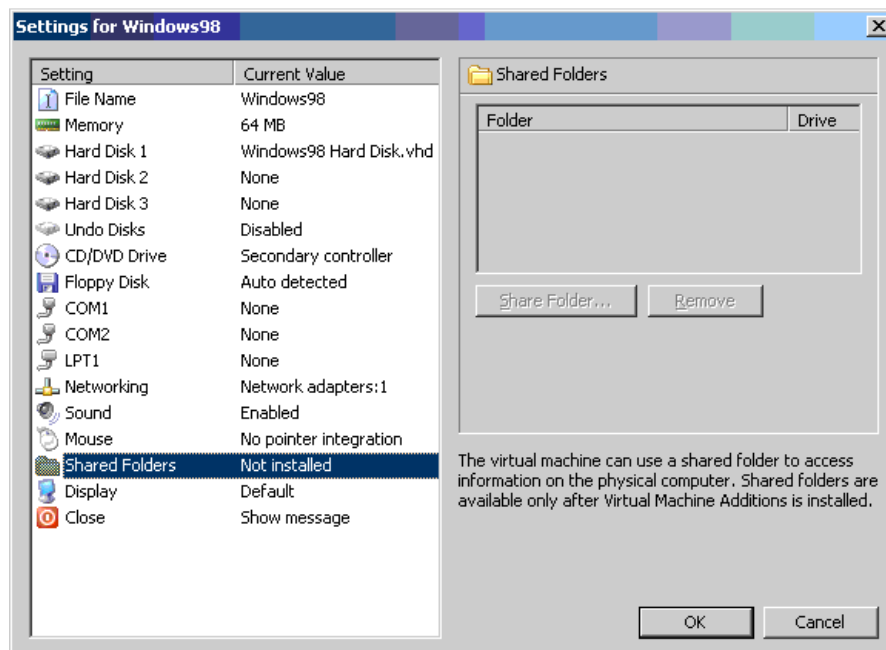 Settings for Windows98
Setting Current Value
File Name Windows98
Memory 64 MB
Hard Disk 1 Windows98 Hard Disk.vhd
Hard Disk 2 None
Hard Disk 3 None
Undo Disks Disabled
CD/DVD Drive Secondary controller
Floppy Disk Auto detected
COM1 None
COM2 None
LPT1 None
Networking Network adapters:1
Sound Enabled
Mouse No pointer integration
Shared Folders Not installed
Display Default
Close Show message
Shared Folders
Folder Drive
Share Folder... Remove
The virtual machine can use a shared folder to access
information on the physical computer. Shared folders are
available only after Virtual Machine Additions is installed.
OK Cancel